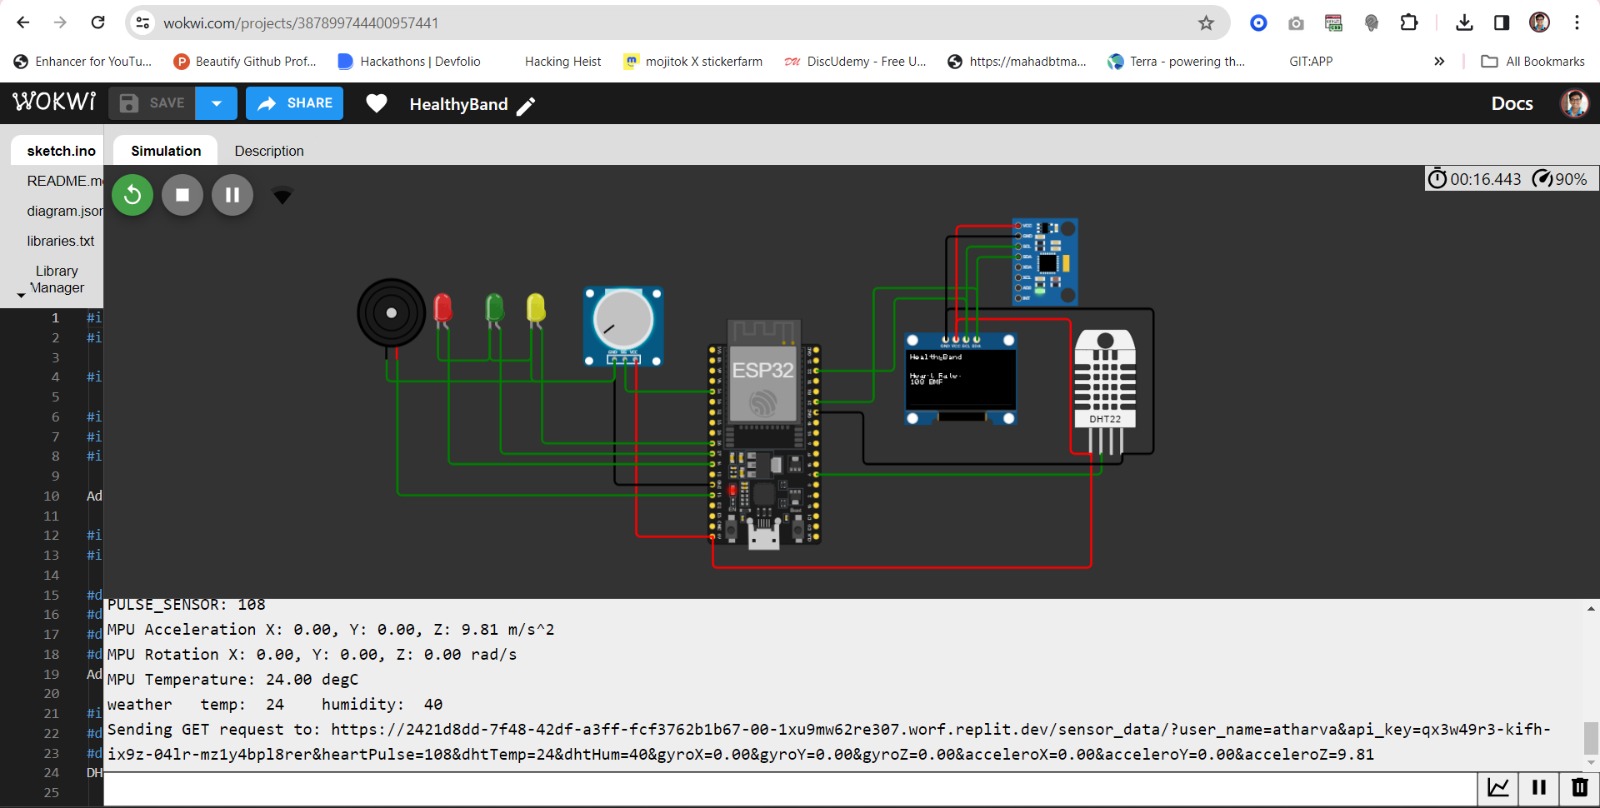 wokwi.com/projects/387899744400957441
Enhancer for YouTu...
Beautify Github Prof...
Hackathons | Devfolio
Hacking Heist
mojitok X stickerfarm
DU DiscUdemy - Free U...
https://mahadbtma...
Terra - powering th...
GIT:APP
»
All Bookmarks
WOKWI
SAVE
SHARE
HealthyBand
Docs
sketch.ino
Simulation
Description
README.m
diagram.json
libraries.txt
Library
Manager
00:16.443
90%
ESP32
HealthyBand
Heart Rate:
108 BMP
DHT22
1 #i
2 #i
3
4 #i
5
6 #i
7 #i
8 #i
9
10 Ad
11
12 #i
13 #i
14
15 #d
16 #d
17 #d
18 #d
19 Ad
20
21 #i
22 #d
23 #d
24 DH
25
PULSE_SENSOR: 108
MPU Acceleration X: 0.00, Y: 0.00, Z: 9.81 m/s^2
MPU Rotation X: 0.00, Y: 0.00, Z: 0.00 rad/s
MPU Temperature: 24.00 degC
weather temp: 24 humidity: 40
Sending GET request to: https://2421d8dd-7f48-42df-a3ff-fcf3762b1b67-00-1xu9mw62re307.worf.replit.dev/sensor_data/?user_name=atharva&api_key=qx3w49r3-kifh-
ix9z-04lr-mz1y4bpl8rer&heartPulse=108&dhtTemp=24&dhtHum=40&gyroX=0.00&gyroY=0.00&gyroZ=0.00&acceleroX=0.00&acceleroY=0.00&acceleroZ=9.81